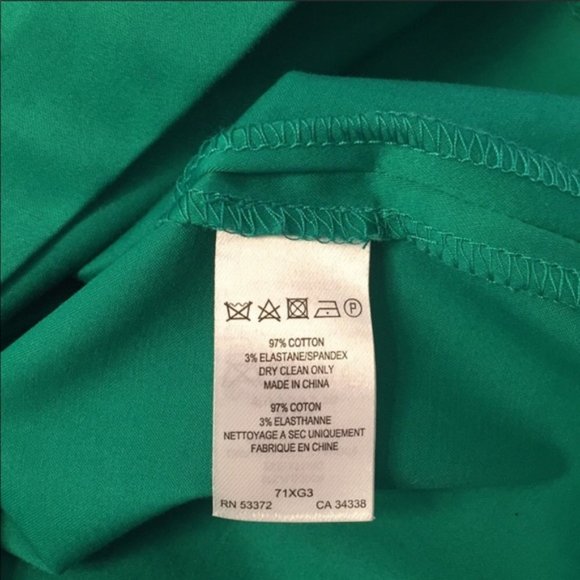 P
97% COTTON
3% ELASTANE/SPANDEX
DRY CLEAN ONLY
MADE IN CHINA
97% COTON
3% ELASTHANNE
NETTOYAGE A SEC UNIQUEMENT
FABRIQUE EN CHINE
71XG3
RN 53372 CA 34338